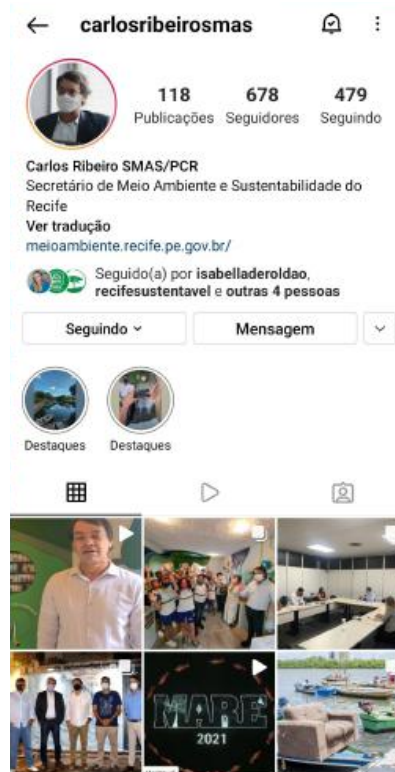 carlosribeirosmas
118 678 479
Publicações Seguidores Seguindo
Carlos Ribeiro SMAS/PCR
Secretário de Meio Ambiente e Sustentabilidade do
Recife
Ver tradução
meioambiente.recife.pe.gov.br/
Seguido(a) por isabelladeroldao,
recifesustentavel e outras 4 pessoas
Seguindo Mensagem
Destaques Destaques
MARE
2021